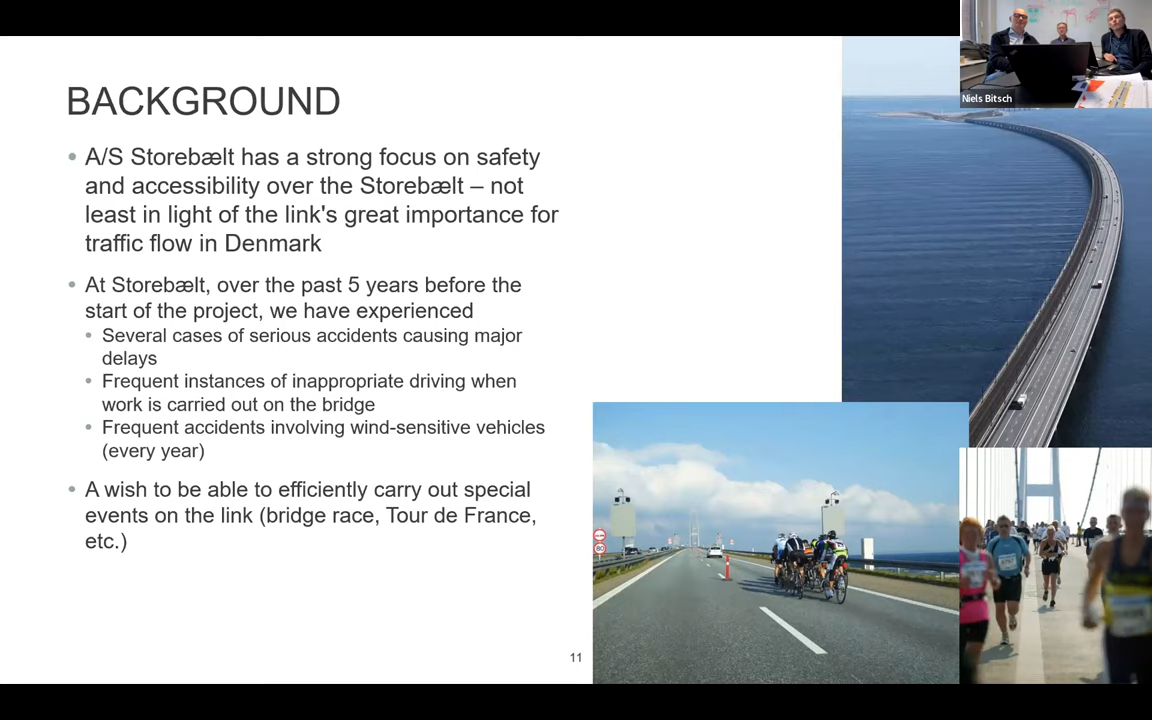 Niels Bitsch
BACKGROUND
• A/S Storebælt has a strong focus on safety
and accessibility over the Storebælt – not
least in light of the link's great importance for
traffic flow in Denmark
• At Storebælt, over the past 5 years before the
start of the project, we have experienced
• Several cases of serious accidents causing major
delays
• Frequent instances of inappropriate driving when
work is carried out on the bridge
• Frequent accidents involving wind-sensitive vehicles
(every year)
• A wish to be able to efficiently carry out special
events on the link (bridge race, Tour de France,
etc.)
80
11